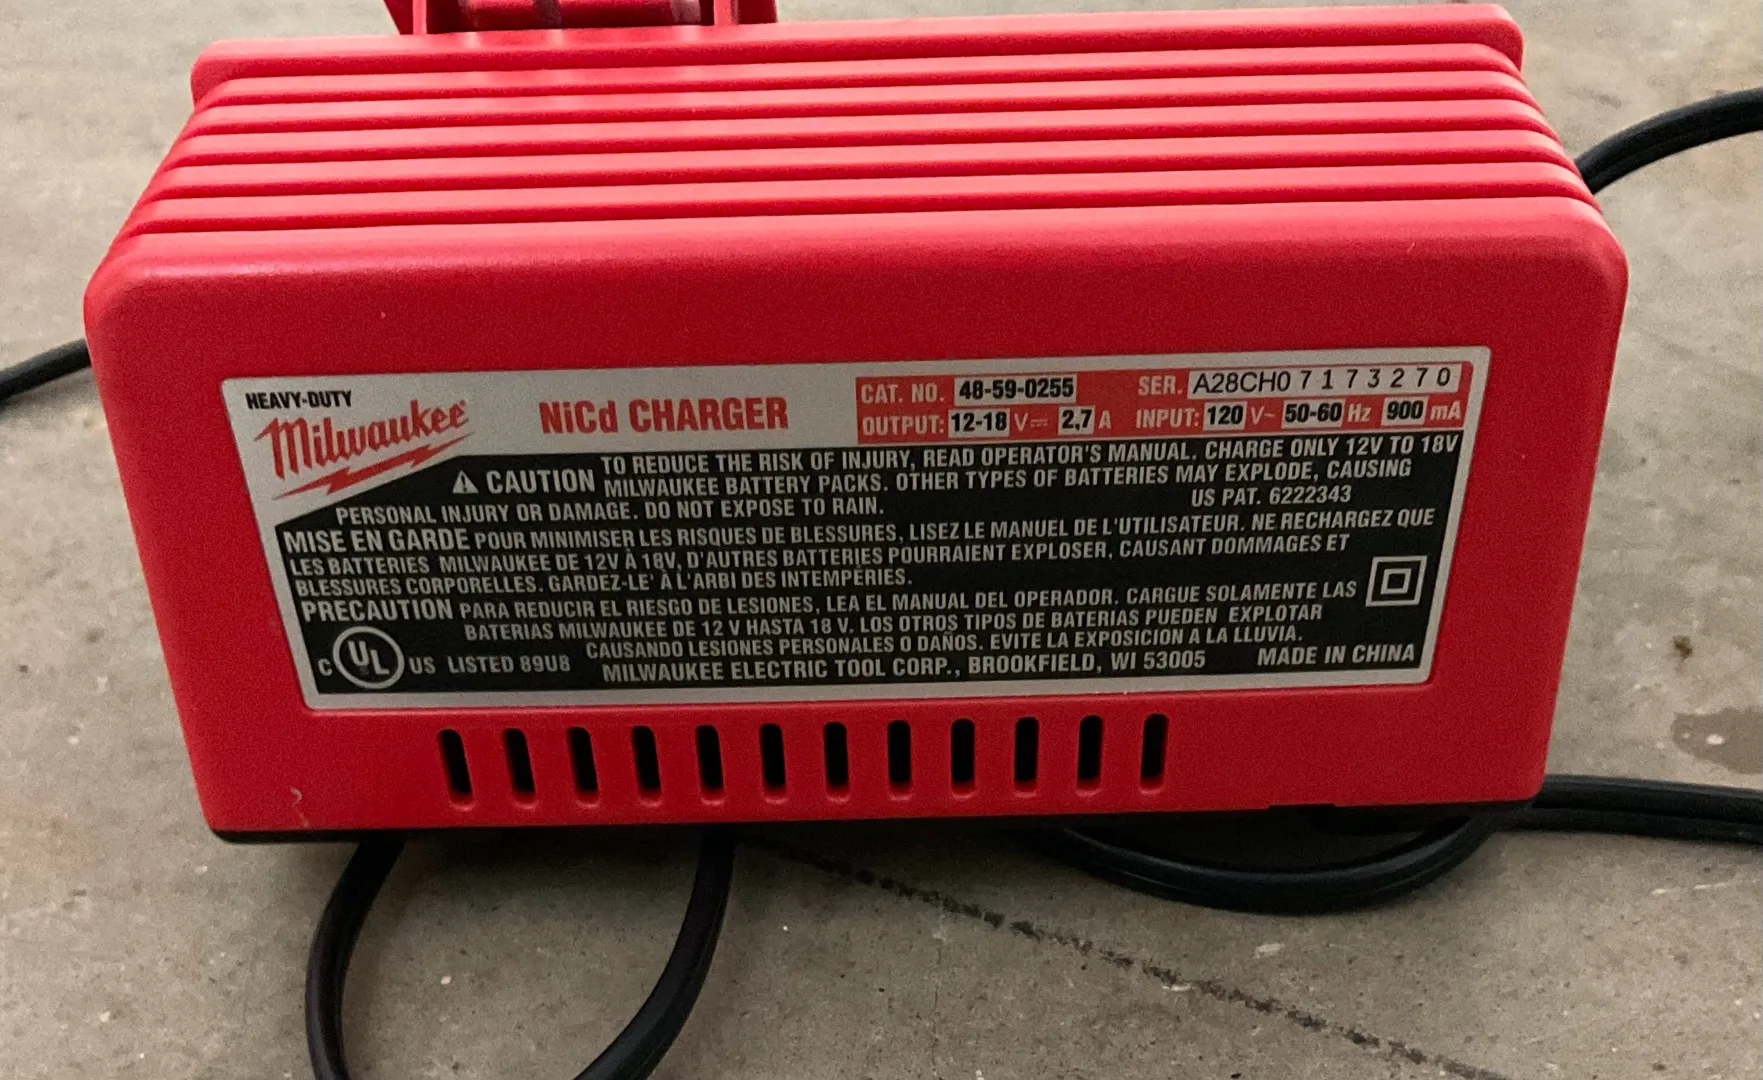 HEAVY-DUTY
Milwaukee
NiCd CHARGER
CAT. NO. 48-59-0255 SER. A28CH0 7 1 7 3 2 7 0
OUTPUT: 12-18 V⎓ 2,7 A INPUT: 120 V~ 50-60 Hz 900 mA
⚠ CAUTION TO REDUCE THE RISK OF INJURY, READ OPERATOR'S MANUAL. CHARGE ONLY 12V TO 18V
MILWAUKEE BATTERY PACKS. OTHER TYPES OF BATTERIES MAY EXPLODE, CAUSING
PERSONAL INJURY OR DAMAGE. DO NOT EXPOSE TO RAIN. US PAT. 6222343
MISE EN GARDE POUR MINIMISER LES RISQUES DE BLESSURES, LISEZ LE MANUEL DE L'UTILISATEUR. NE RECHARGEZ QUE
LES BATTERIES MILWAUKEE DE 12V À 18V, D'AUTRES BATTERIES POURRAIENT EXPLOSER, CAUSANT DOMMAGES ET
BLESSURES CORPORELLES. GARDEZ-LE' À L'ARBI DES INTEMPÉRIES.
PRECAUTION PARA REDUCIR EL RIESGO DE LESIONES, LEA EL MANUAL DEL OPERADOR. CARGUE SOLAMENTE LAS
BATERIAS MILWAUKEE DE 12 V HASTA 18 V. LOS OTROS TIPOS DE BATERIAS PUEDEN EXPLOTAR
CAUSANDO LESIONES PERSONALES O DAÑOS. EVITE LA EXPOSICION A LA LLUVIA.
C UL US LISTED 89U8 MILWAUKEE ELECTRIC TOOL CORP., BROOKFIELD, WI 53005 MADE IN CHINA